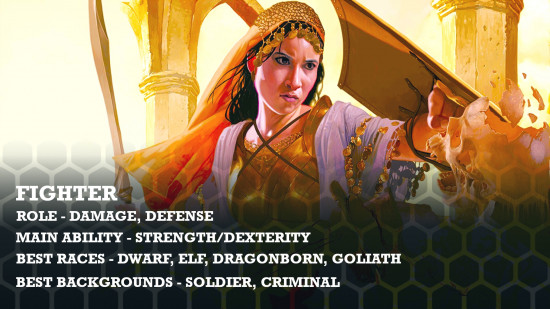 FIGHTER
ROLE - DAMAGE, DEFENSE
MAIN ABILITY - STRENGTH/DEXTERITY
BEST RACES - DWARF, ELF, DRAGONBORN, GOLIATH
BEST BACKGROUNDS - SOLDIER, CRIMINAL